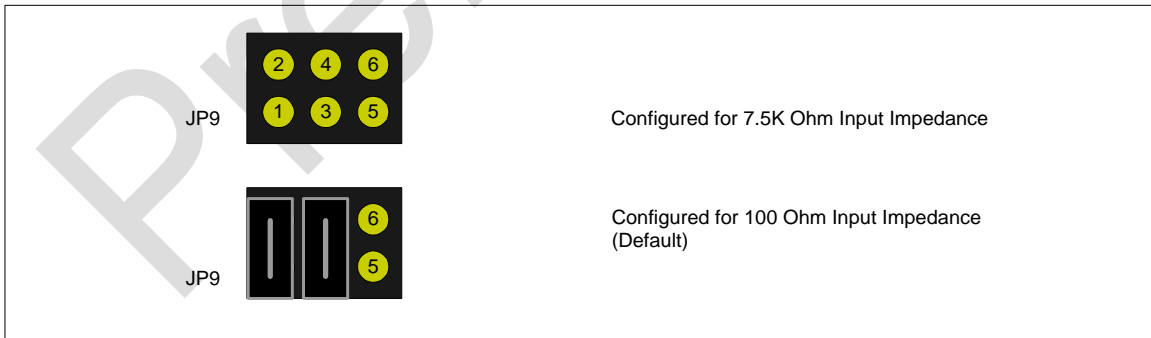 2 4 6
JP9 1 3 5 Configured for 7.5K Ohm Input Impedance
6 Configured for 100 Ohm Input Impedance
(Default)
5
JP9
Pre